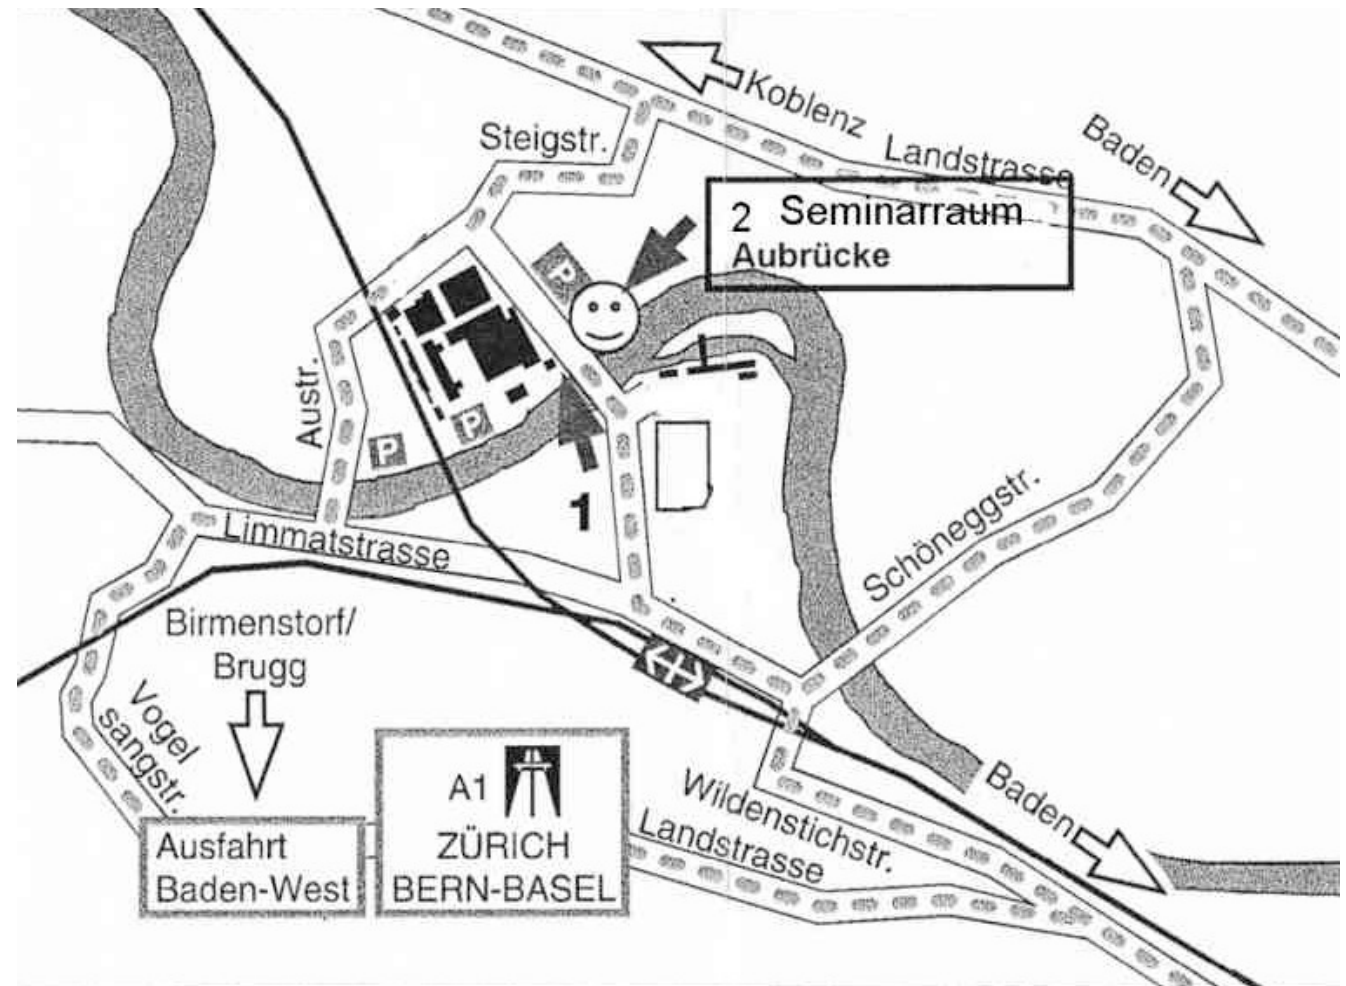 Koblenz
Landstrasse
Baden
Steigstr.
2 Seminarraum
Aubrücke
P
Austr.
P
P
1
Limmatstrasse
Schöneggstr.
Birmenstorf/
Brugg
Vogel
sangstr.
A1
ZÜRICH
BERN-BASEL
Ausfahrt
Baden-West
Wildenstichstr.
Landstrasse
Baden